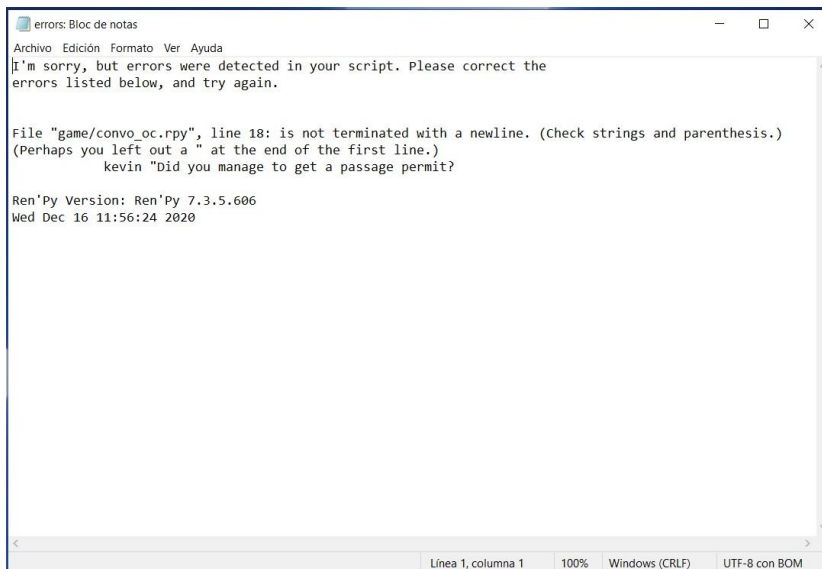 errors: Bloc de notas
Archivo Edición Formato Ver Ayuda
I'm sorry, but errors were detected in your script. Please correct the
errors listed below, and try again.
File "game/convo_oc.rpy", line 18: is not terminated with a newline. (Check strings and parenthesis.)
(Perhaps you left out a " at the end of the first line.)
kevin "Did you manage to get a passage permit?
Ren'Py Version: Ren'Py 7.3.5.606
Wed Dec 16 11:56:24 2020
Línea 1, columna 1 100% Windows (CRLF) UTF-8 con BOM